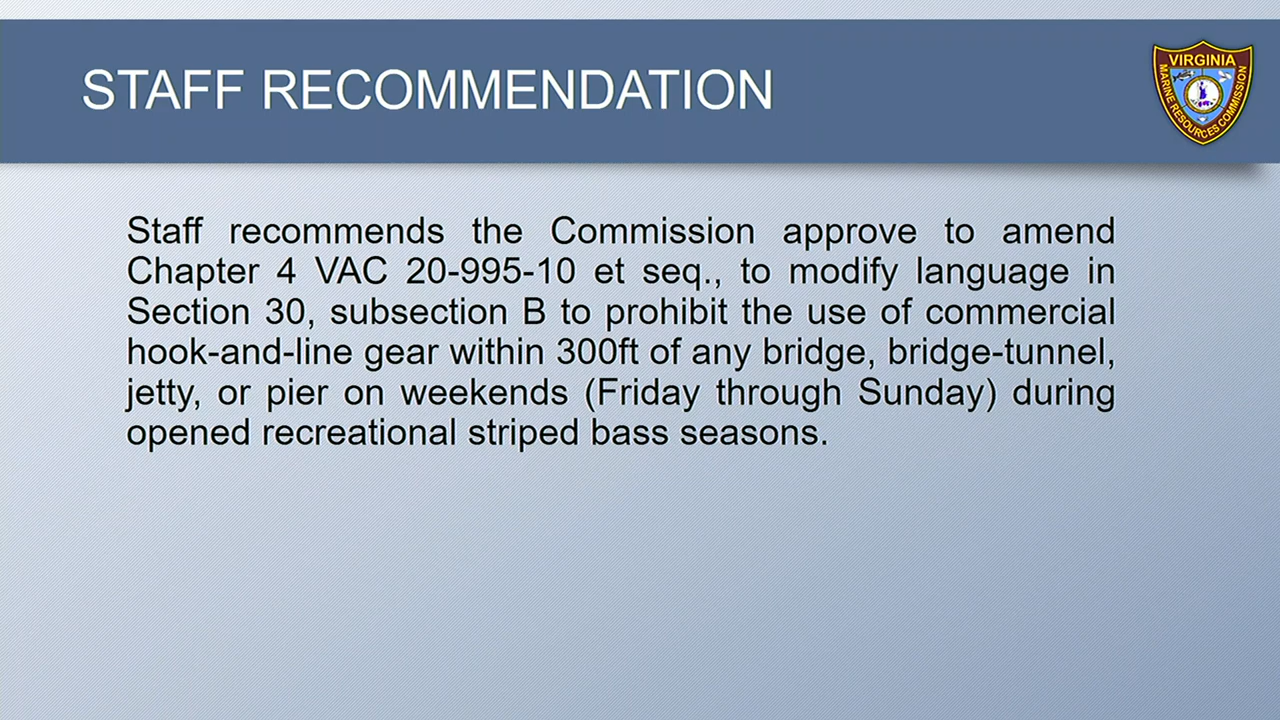 STAFF RECOMMENDATION
VIRGINIA
MARINE RESOURCES COMMISSION
Staff recommends the Commission approve to amend
Chapter 4 VAC 20-995-10 et seq., to modify language in
Section 30, subsection B to prohibit the use of commercial
hook-and-line gear within 300ft of any bridge, bridge-tunnel,
jetty, or pier on weekends (Friday through Sunday) during
opened recreational striped bass seasons.